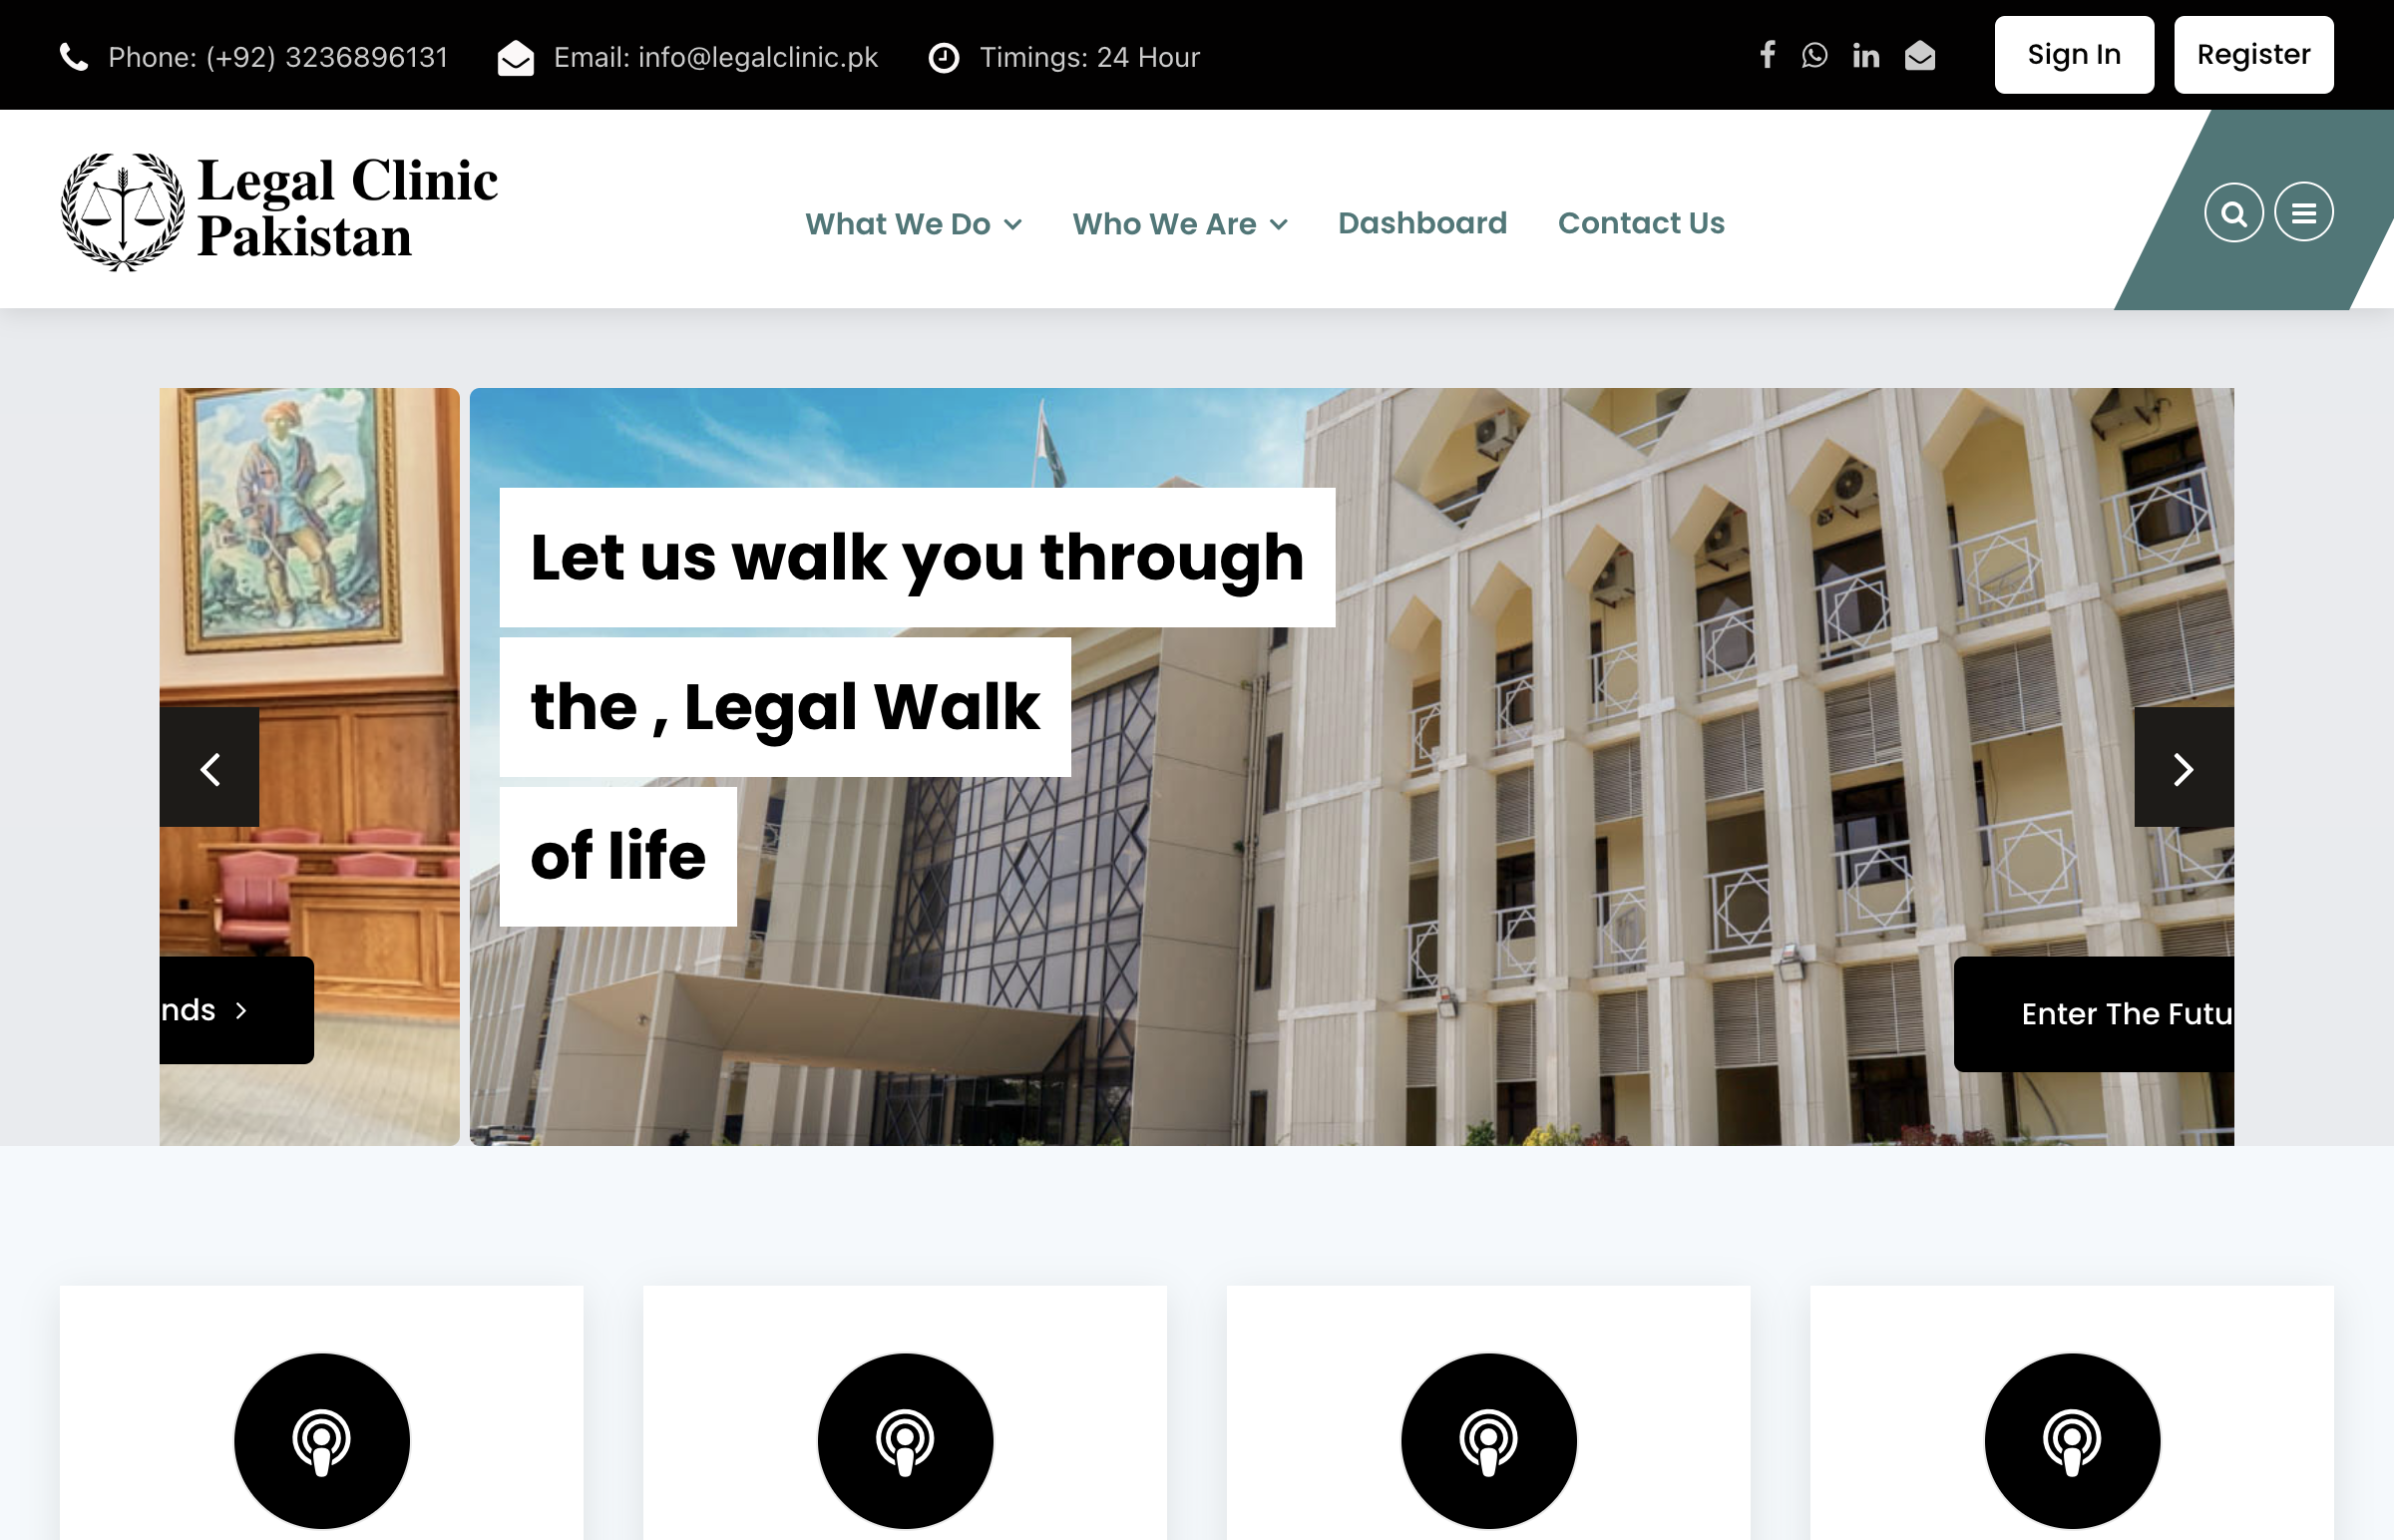 Phone: (+92) 3236896131
Email: info@legalclinic.pk
Timings: 24 Hour
Sign In
Register
Legal Clinic
Pakistan
What We Do
Who We Are
Dashboard
Contact Us
Let us walk you through
the , Legal Walk
of life
nds
Enter The Futu